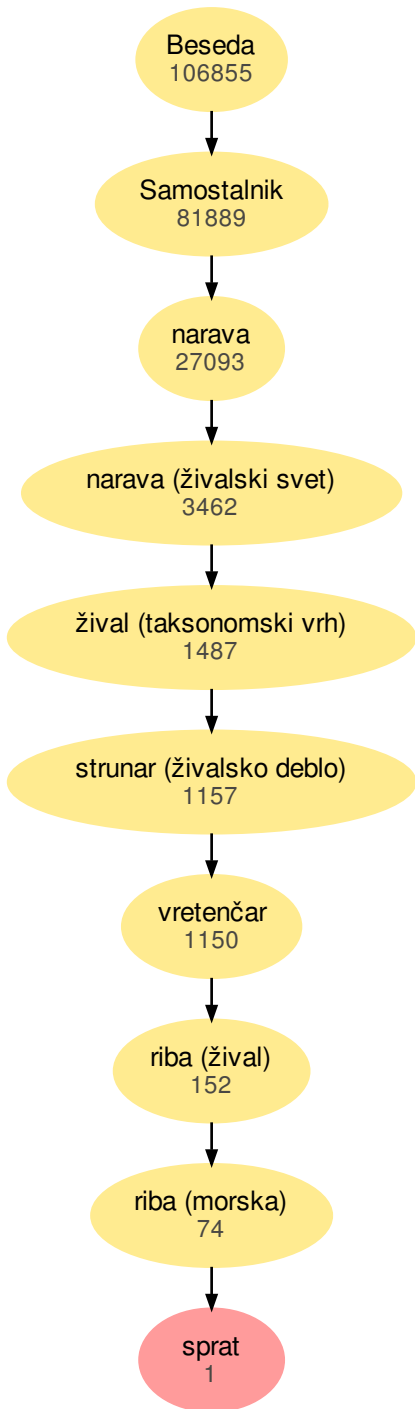 Beseda
106855
Samostalnik
81889
narava
27093
narava (živalski svet)
3462
žival (taksonomski vrh)
1487
strunar (živalsko deblo)
1157
vretenčar
1150
riba (žival)
152
riba (morska)
74
sprat
1